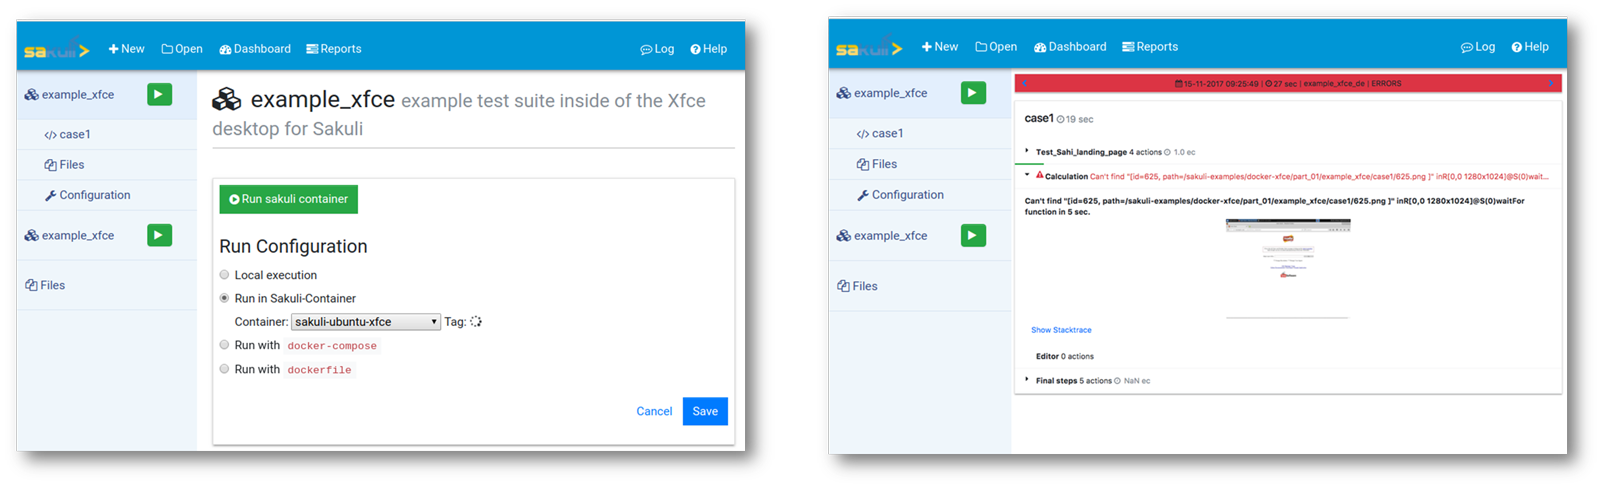 sakuli>
New
Open
Dashboard
Reports
Log
Help
example_xfce
case1
Files
Configuration
example_xfce
Files
example_xfce example test suite inside of the Xfce
desktop for Sakuli
Run sakuli container
Run Configuration
Local execution
Run in Sakuli-Container
Container: sakuli-ubuntu-xfce Tag:
Run with docker-compose
Run with dockerfile
Cancel
Save
sakuli>
New
Open
Dashboard
Reports
Log
Help
example_xfce
case1
Files
Configuration
example_xfce
Files
15-11-2017 09:25:49 | 27 sec | example_xfce_de | ERRORS
case1 19 sec
Test_Sahi_landing_page 4 actions 1.0 ec
Calculation Can't find "[id=625, path=/sakuli-examples/docker-xfce/part_01/example_xfce/case1/625.png ]" inR[0,0 1280x1024]@S(0)wait...
Can't find "[id=625, path=/sakuli-examples/docker-xfce/part_01/example_xfce/case1/625.png ]" inR[0,0 1280x1024]@S(0)waitFor
function in 5 sec.
Show Stacktrace
Editor 0 actions
Final steps 5 actions NaN ec